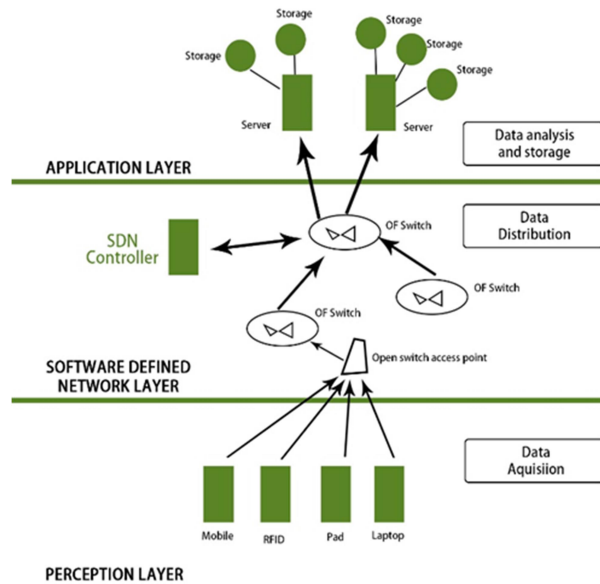 Storage
Storage
Storage
Storage
Storage
Server
Server
Data analysis
and storage
APPLICATION LAYER
Data
Distribution
OF Switch
SDN
Controller
OF Switch
OF Switch
Open switch access point
SOFTWARE DEFINED
NETWORK LAYER
Data
Aquisiion
Mobile
RFID
Pad
Laptop
PERCEPTION LAYER